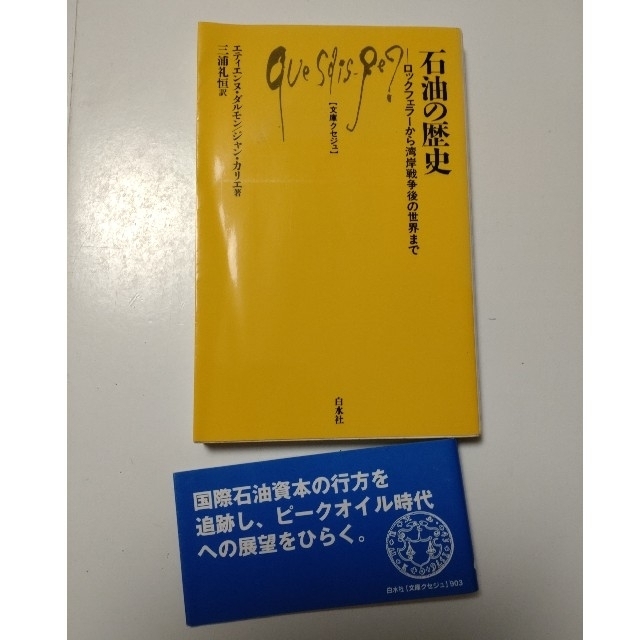 石油の歴史
―ロックフェラーから湾岸戦争後の世界まで
que sais-je?
[文庫クセジュ]
エティエンヌ・ダルモン/ジャン・カリエ著
三浦礼恒訳
白水社
国際石油資本の行方を
追跡し、ピークオイル時代
への展望をひらく。
白水社[文庫クセジュ]903